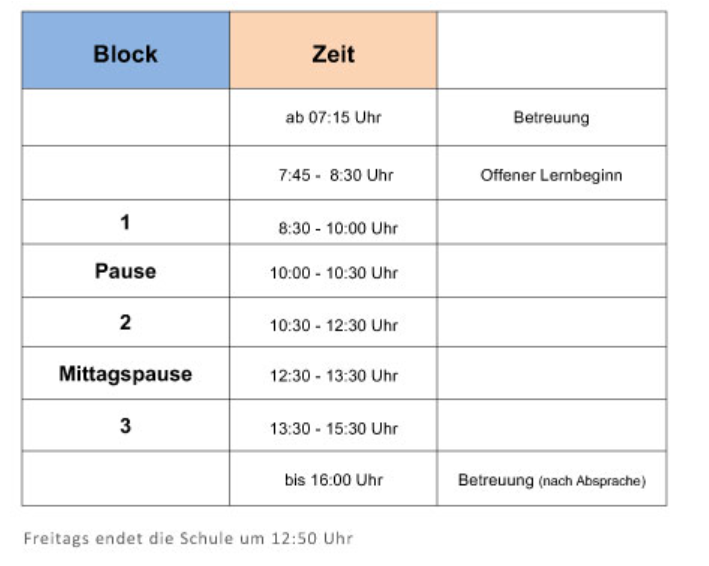 Block Zeit
ab 07:15 Uhr Betreuung
7:45 - 8:30 Uhr Offener Lernbeginn
1 8:30 - 10:00 Uhr
Pause 10:00 - 10:30 Uhr
2 10:30 - 12:30 Uhr
Mittagspause 12:30 - 13:30 Uhr
3 13:30 - 15:30 Uhr
bis 16:00 Uhr Betreuung (nach Absprache)
Freitags endet die Schule um 12:50 Uhr